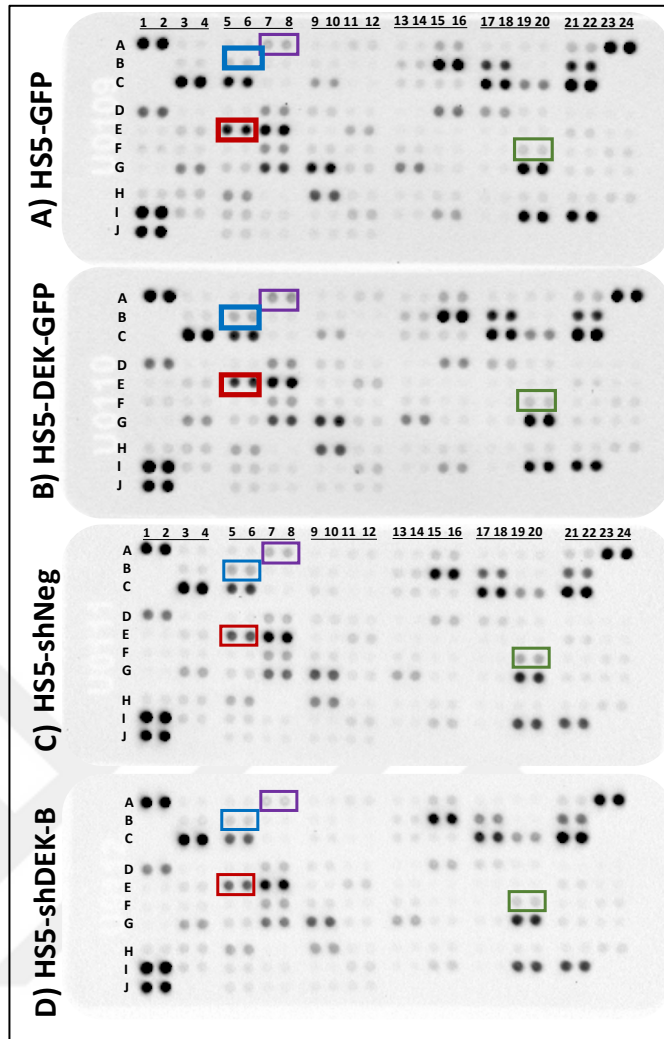 1 2 3 4 5 6 7 8 9 10 11 12 13 14 15 16 17 18 19 20 21 22 23 24
A
B
C
D
E
F
G
H
I
J
A) HS5-GFP
A
B
C
D
E
F
G
H
I
J
B) HS5-DEK-GFP
1 2 3 4 5 6 7 8 9 10 11 12 13 14 15 16 17 18 19 20 21 22 23 24
A
B
C
D
E
F
G
H
I
J
C) HS5-shNeg
A
B
C
D
E
F
G
H
I
J
D) HS5-shDEK-B